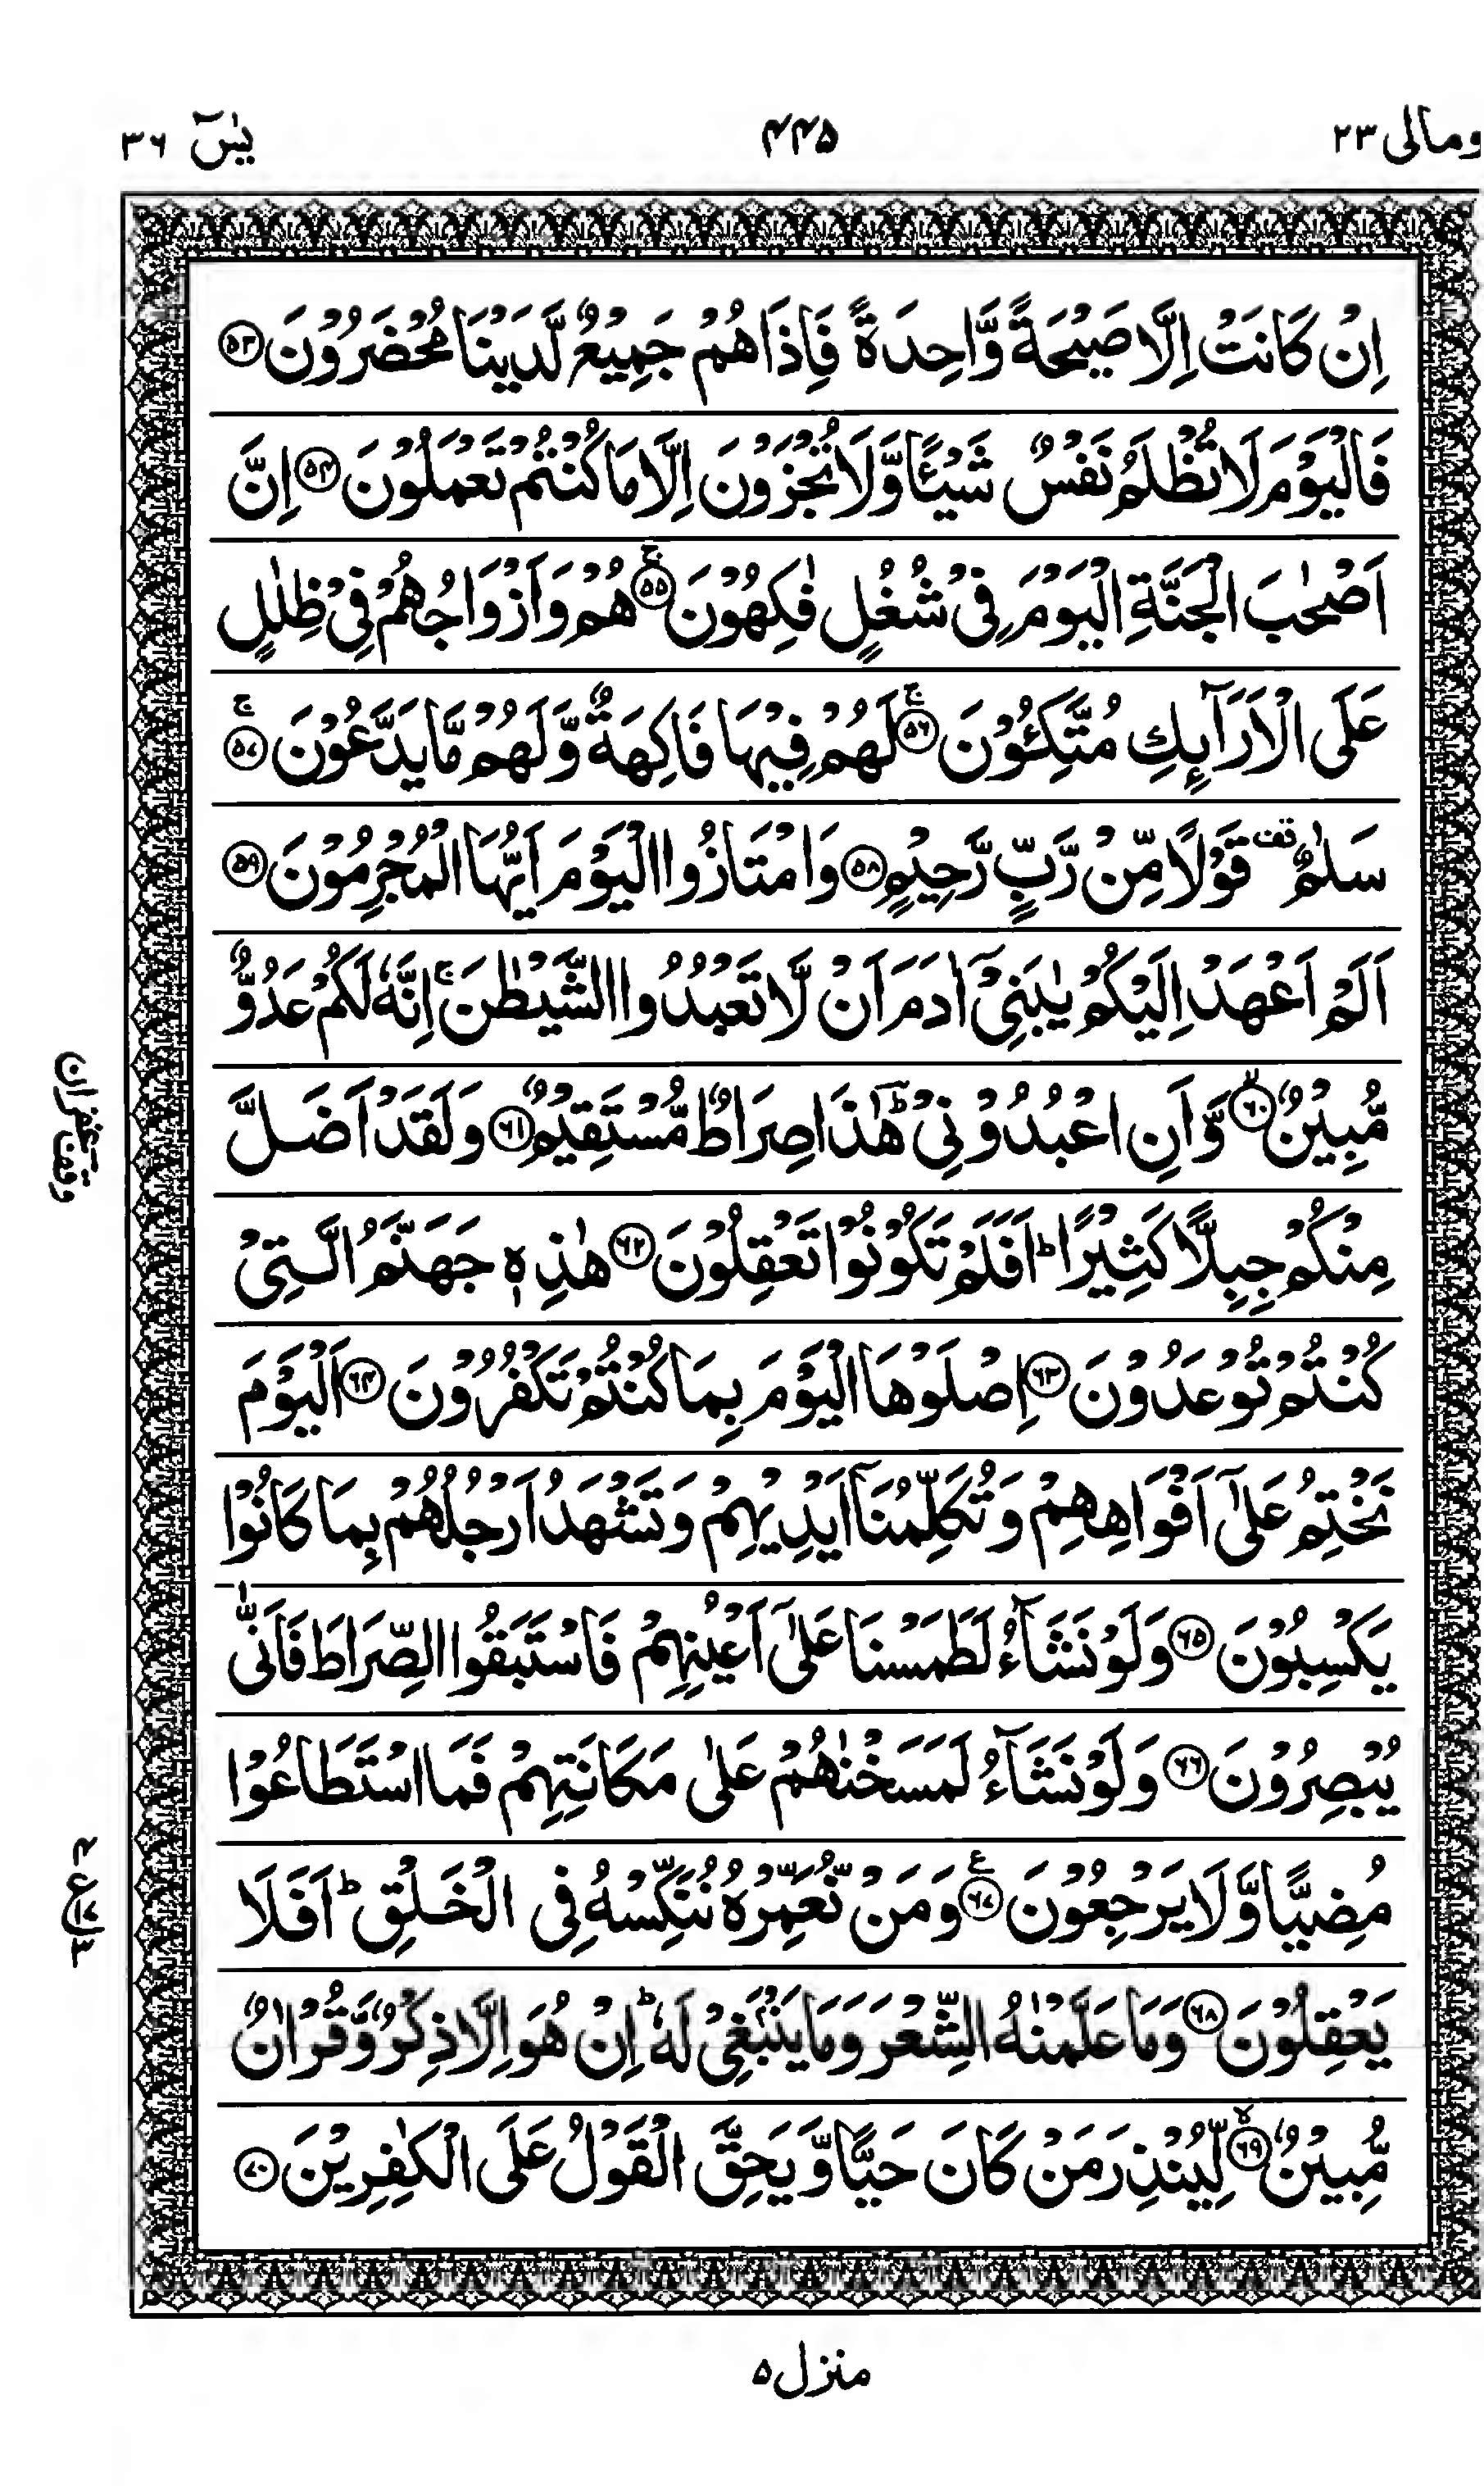 ومالی ٢٣
۴۴۵
یٰسٓ ٣٦
اِنْ كَانَتْ اِلَّا صَيْحَةً وَّاحِدَةً فَاِذَا هُمْ جَمِيْعٌ لَّدَيْنَا مُحْضَرُوْنَ ﴿۵۳﴾
فَالْيَوْمَ لَا تُظْلَمُ نَفْسٌ شَيْـًٔا وَّلَا تُجْزَوْنَ اِلَّا مَا كُنْتُمْ تَعْمَلُوْنَ ﴿۵۴﴾ اِنَّ
اَصْحٰبَ الْجَنَّةِ الْيَوْمَ فِىْ شُغُلٍ فٰكِهُوْنَ ﴿۵۵﴾ۚ هُمْ وَاَزْوَاجُهُمْ فِىْ ظِلٰلٍ
عَلَى الْاَرَآئِكِ مُتَّكِـُٔوْنَ ﴿۵۶﴾ۚ لَهُمْ فِيْهَا فَاكِهَةٌ وَّلَهُمْ مَّا يَدَّعُوْنَ ﴿۵۷﴾ۚ
سَلٰمٌ قف قَوْلًا مِّنْ رَّبٍّ رَّحِيْمٍ ﴿۵۸﴾ وَامْتَازُوا الْيَوْمَ اَيُّهَا الْمُجْرِمُوْنَ ﴿۵۹﴾
اَلَمْ اَعْهَدْ اِلَيْكُمْ يٰبَنِىْٓ اٰدَمَ اَنْ لَّا تَعْبُدُوا الشَّيْطٰنَ ۚ اِنَّهٗ لَكُمْ عَدُوٌّ
مُّبِيْنٌ ﴿۶۰﴾ۙ وَّاَنِ اعْبُدُوْنِىْ ؕ هٰذَا صِرَاطٌ مُّسْتَقِيْمٌ ﴿۶۱﴾ وَلَقَدْ اَضَلَّ
وقف غفران
مِنْكُمْ جِبِلًّا كَثِيْرًا ؕ اَفَلَمْ تَكُوْنُوْا تَعْقِلُوْنَ ﴿۶۲﴾ هٰذِهٖ جَهَنَّمُ الَّتِىْ
كُنْتُمْ تُوْعَدُوْنَ ﴿۶۳﴾ اِصْلَوْهَا الْيَوْمَ بِمَا كُنْتُمْ تَكْفُرُوْنَ ﴿۶۴﴾ اَلْيَوْمَ
نَخْتِمُ عَلٰٓى اَفْوَاهِهِمْ وَتُكَلِّمُنَآ اَيْدِيْهِمْ وَتَشْهَدُ اَرْجُلُهُمْ بِمَا كَانُوْا
يَكْسِبُوْنَ ﴿۶۵﴾ وَلَوْ نَشَآءُ لَطَمَسْنَا عَلٰٓى اَعْيُنِهِمْ فَاسْتَبَقُوا الصِّرَاطَ فَاَنّٰى
يُبْصِرُوْنَ ﴿۶۶﴾ وَلَوْ نَشَآءُ لَمَسَخْنٰهُمْ عَلٰى مَكَانَتِهِمْ فَمَا اسْتَطَاعُوْا
مُضِيًّا وَّلَا يَرْجِعُوْنَ ﴿۶۷﴾ع وَمَنْ نُّعَمِّرْهُ نُنَكِّسْهُ فِى الْخَـلْقِ ؕ اَفَلَا
يَعْقِلُوْنَ ﴿۶۸﴾ وَمَا عَلَّمْنٰهُ الشِّعْرَ وَمَا يَنْۢبَغِىْ لَهٗ ؕ اِنْ هُوَ اِلَّا ذِكْرٌ وَّقُرْاٰنٌ
مُّبِيْنٌ ﴿۶۹﴾ۙ لِّيُنْذِرَ مَنْ كَانَ حَيًّا وَّيَحِقَّ الْقَوْلُ عَلَى الْكٰفِرِيْنَ ﴿۷۰﴾
منزل ۵